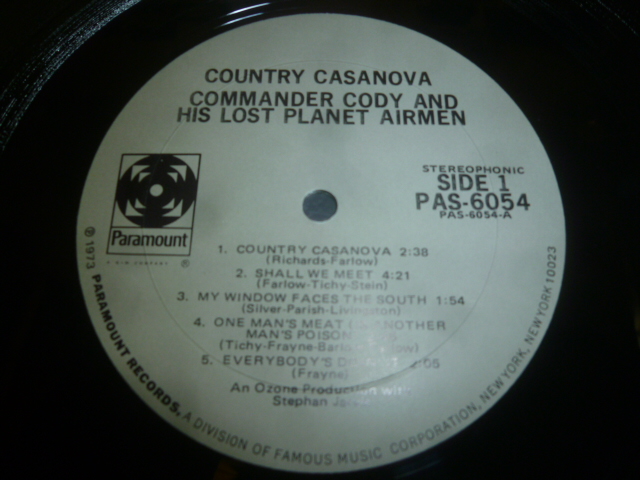 COUNTRY CASANOVA
COMMANDER CODY AND
HIS LOST PLANET AIRMEN
STEREOPHONIC
SIDE 1
PAS-6054
PAS-6054-A
Paramount
®
1. COUNTRY CASANOVA 2:38
(Richards-Farlow)
2. SHALL WE MEET 4:21
(Farlow-Tichy-Stein)
3. MY WINDOW FACES THE SOUTH 1:54
(Silver-Parish-Livingston)
4. ONE MAN'S MEAT
MAN'S POISON
(Tichy-Frayne-
5. EVERYBODY'S 2:05
(Frayne)
An Ozone Production with
Stephan
℗ 1973 PARAMOUNT RECORDS, A DIVISION OF FAMOUS MUSIC CORPORATION, NEW YORK, NEW YORK 10023